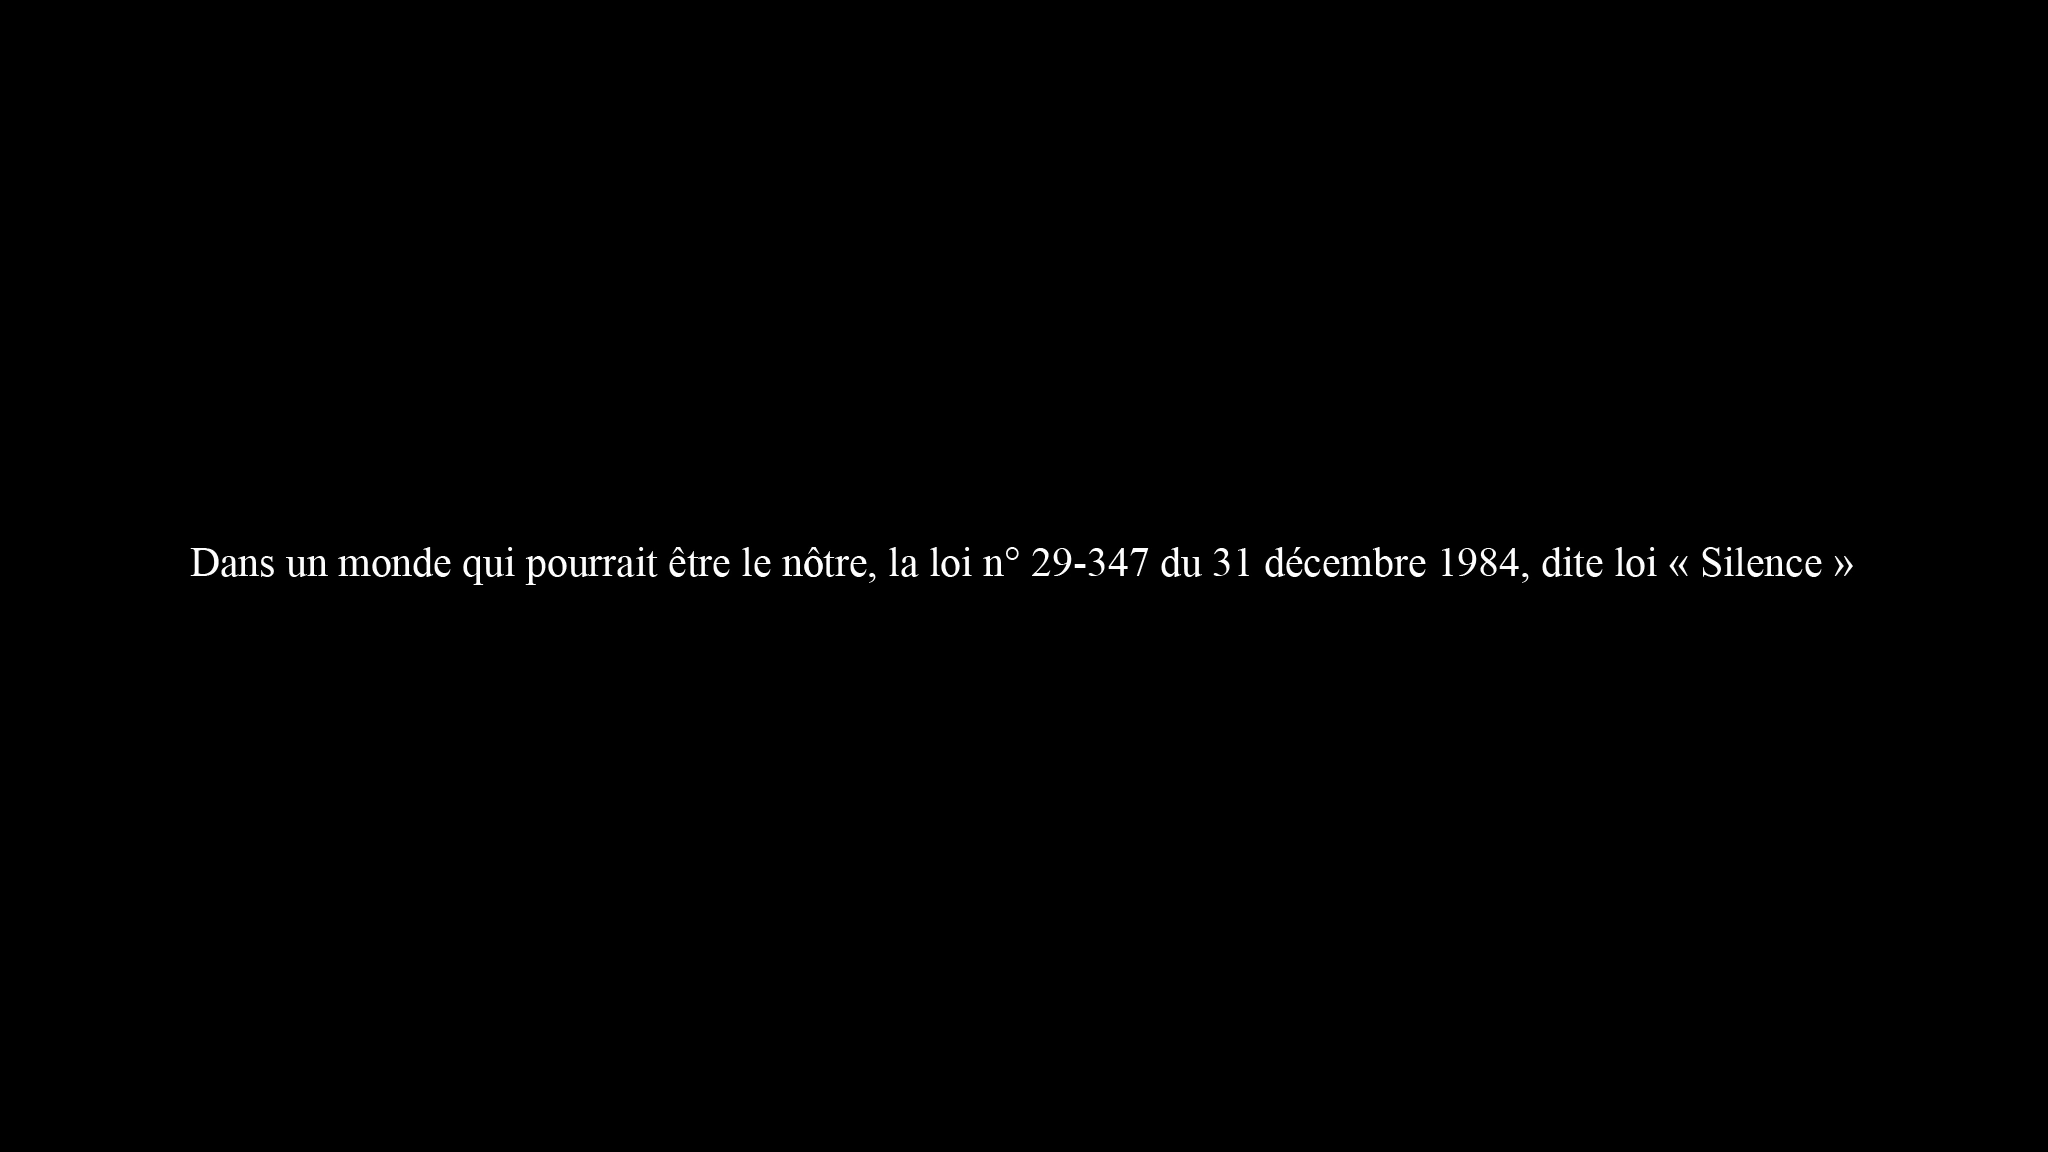 Dans un monde qui pourrait être le nôtre, la loi n° 29-347 du 31 décembre 1984, dite loi « Silence »